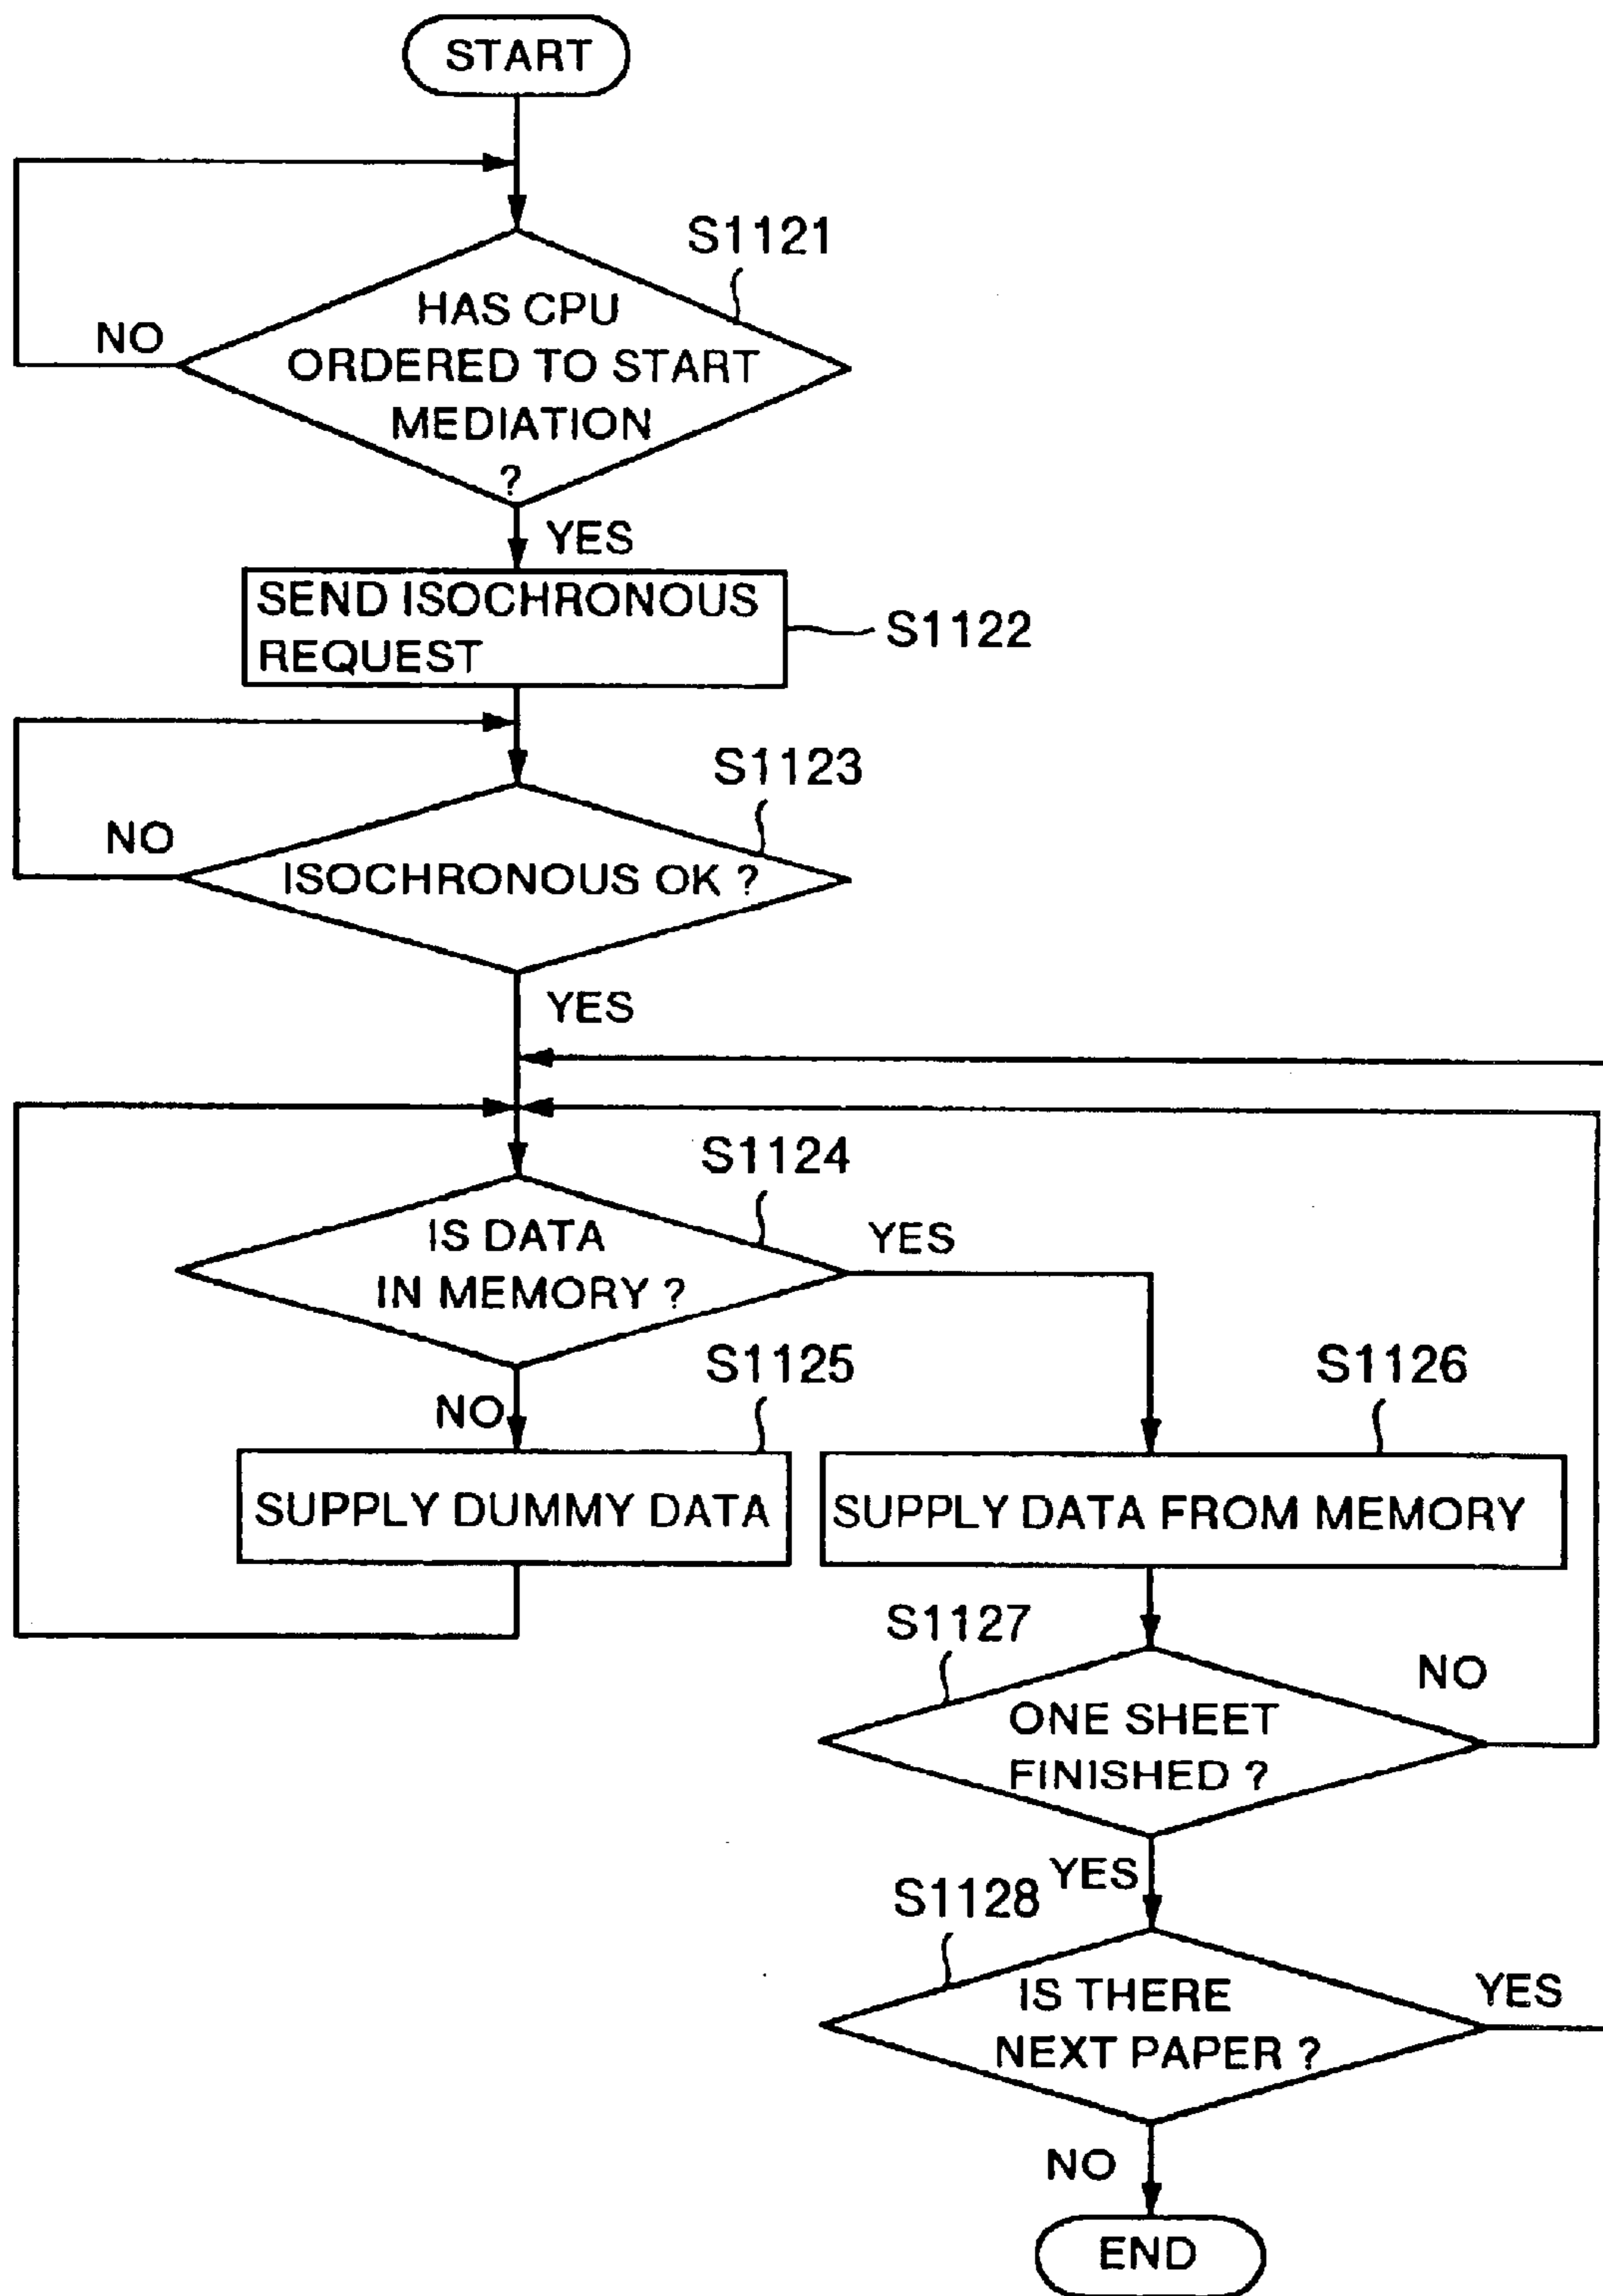 START
S1121
HAS CPU
NO
ORDERED TO START
MEDIATION
?
YES
SEND ISOCHRONOUS
REQUEST
S1122
S1123
NO
ISOCHRONOUS OK ?
YES
S1124
IS DATA
IN MEMORY ?
YES
S1125
S1126
NO
SUPPLY DUMMY DATA
SUPPLY DATA FROM MEMORY
S1127
NO
ONE SHEET
FINISHED ?
YES
S1128
IS THERE
NEXT PAPER ?
YES
NO
END